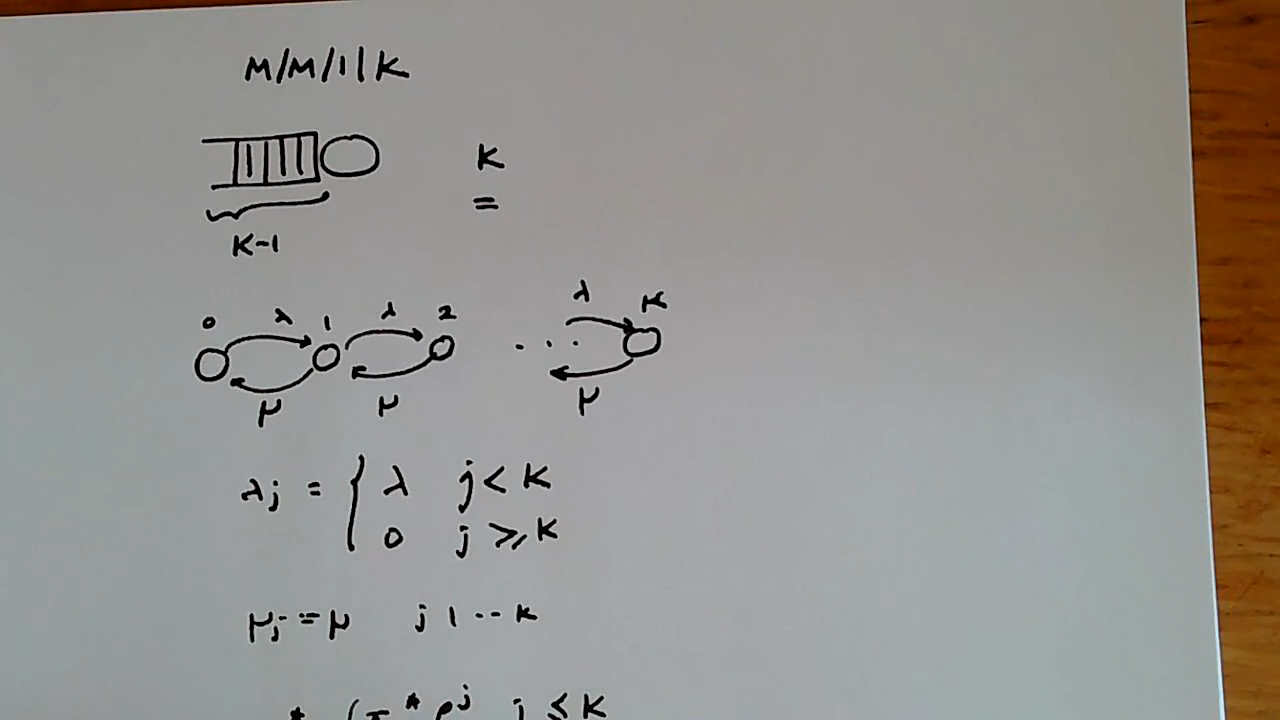 M/M/1/K
K
=
K-1
0 λ 1 λ 2 λ K
. . .
μ μ μ
λj = { λ j < K
0 j ≥ K
μj = μ j 1 ... K
* ( π* ρ^j j ≤ K